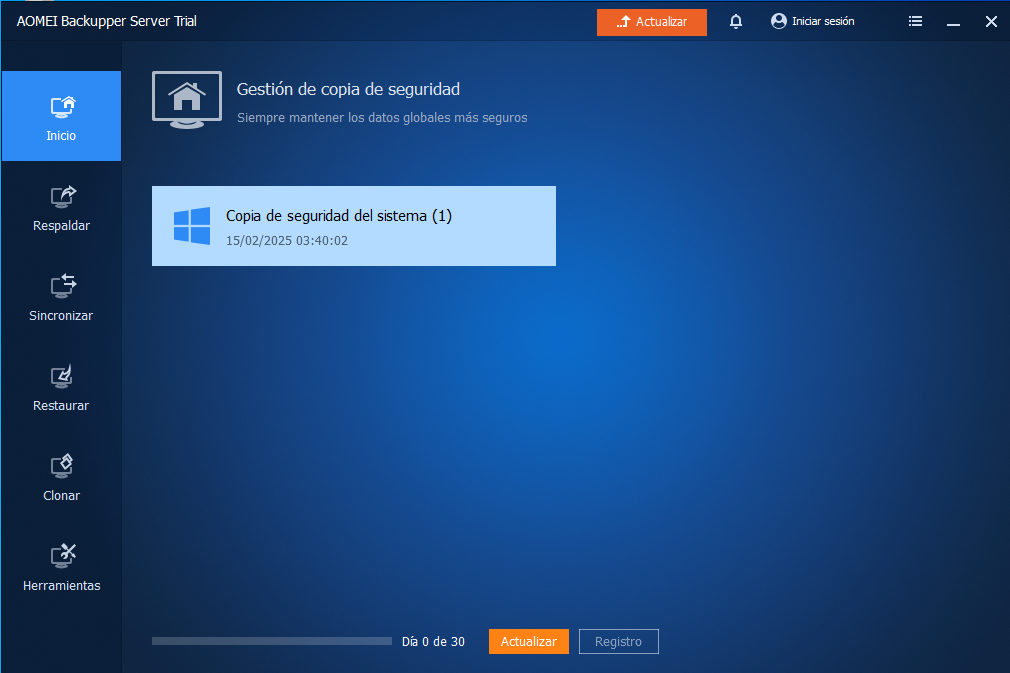 AOMEI Backupper Server Trial
Actualizar
Iniciar sesión
Inicio
Respaldar
Sincronizar
Restaurar
Clonar
Herramientas
Gestión de copia de seguridad
Siempre mantener los datos globales más seguros
Copia de seguridad del sistema (1)
15/02/2025 03:40:02
Día 0 de 30
Actualizar
Registro